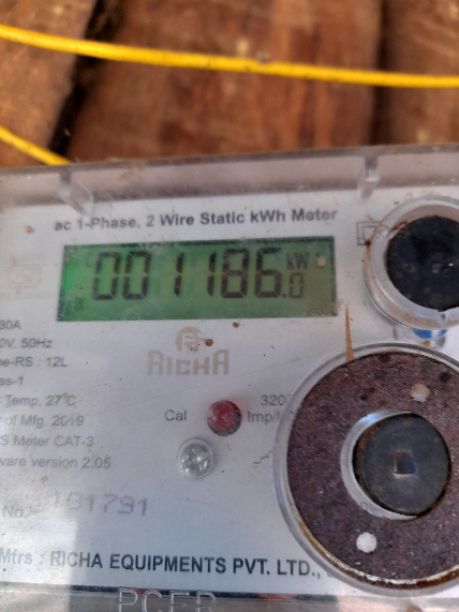 ac 1-Phase, 2 Wire Static kWh Meter
001186.0 kW
RICHA
30A
0V, 50Hz
e-RS : 12L
ss-1
Temp. 27°C
of Mfg. 2019
S Meter CAT-3
ware version 2.05
Cal
320
Imp/
No.
191791
Mfrs : RICHA EQUIPMENTS PVT. LTD.,